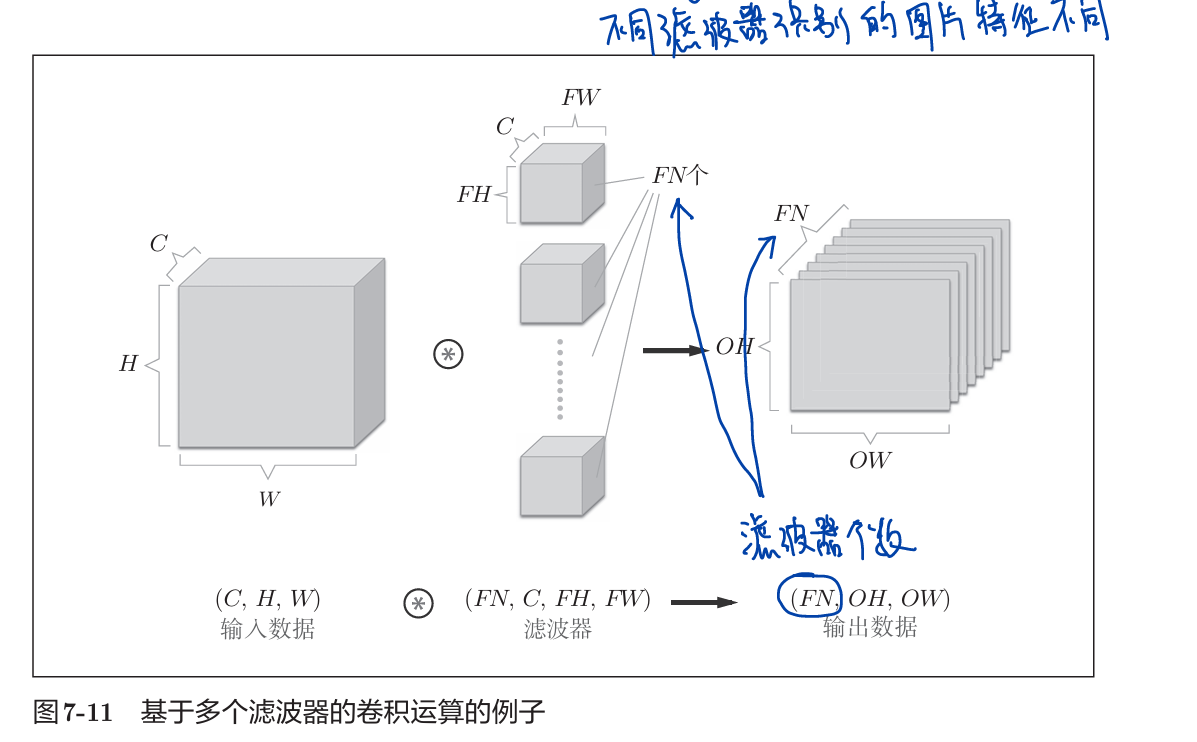 不同滤波器识别的图片特征不同
FW
C
FH
FN个
C
FN
H
OH
W
OW
滤波器个数
(C, H, W) ⊛ (FN, C, FH, FW) → (FN, OH, OW)
输入数据 滤波器 输出数据
图7-11 基于多个滤波器的卷积运算的例子